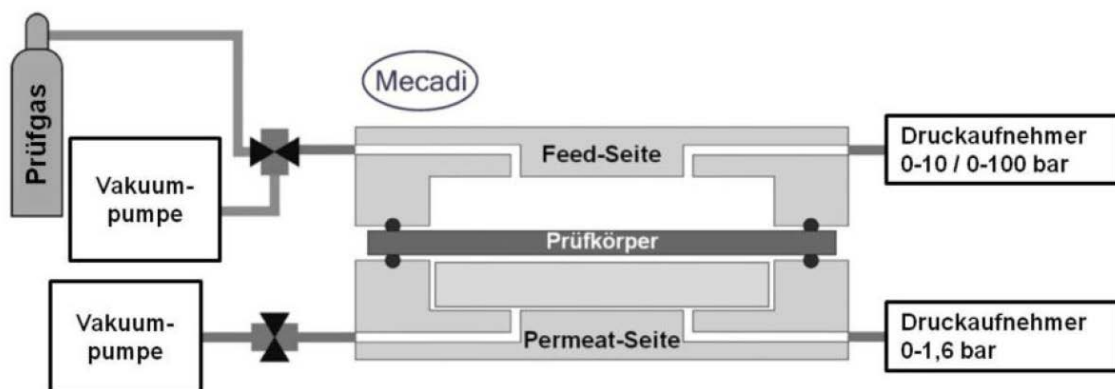 Prüfgas
Mecadi
Vakuum-
pumpe
Feed-Seite
Druckaufnehmer
0-10 / 0-100 bar
Prüfkörper
Vakuum-
pumpe
Permeat-Seite
Druckaufnehmer
0-1,6 bar